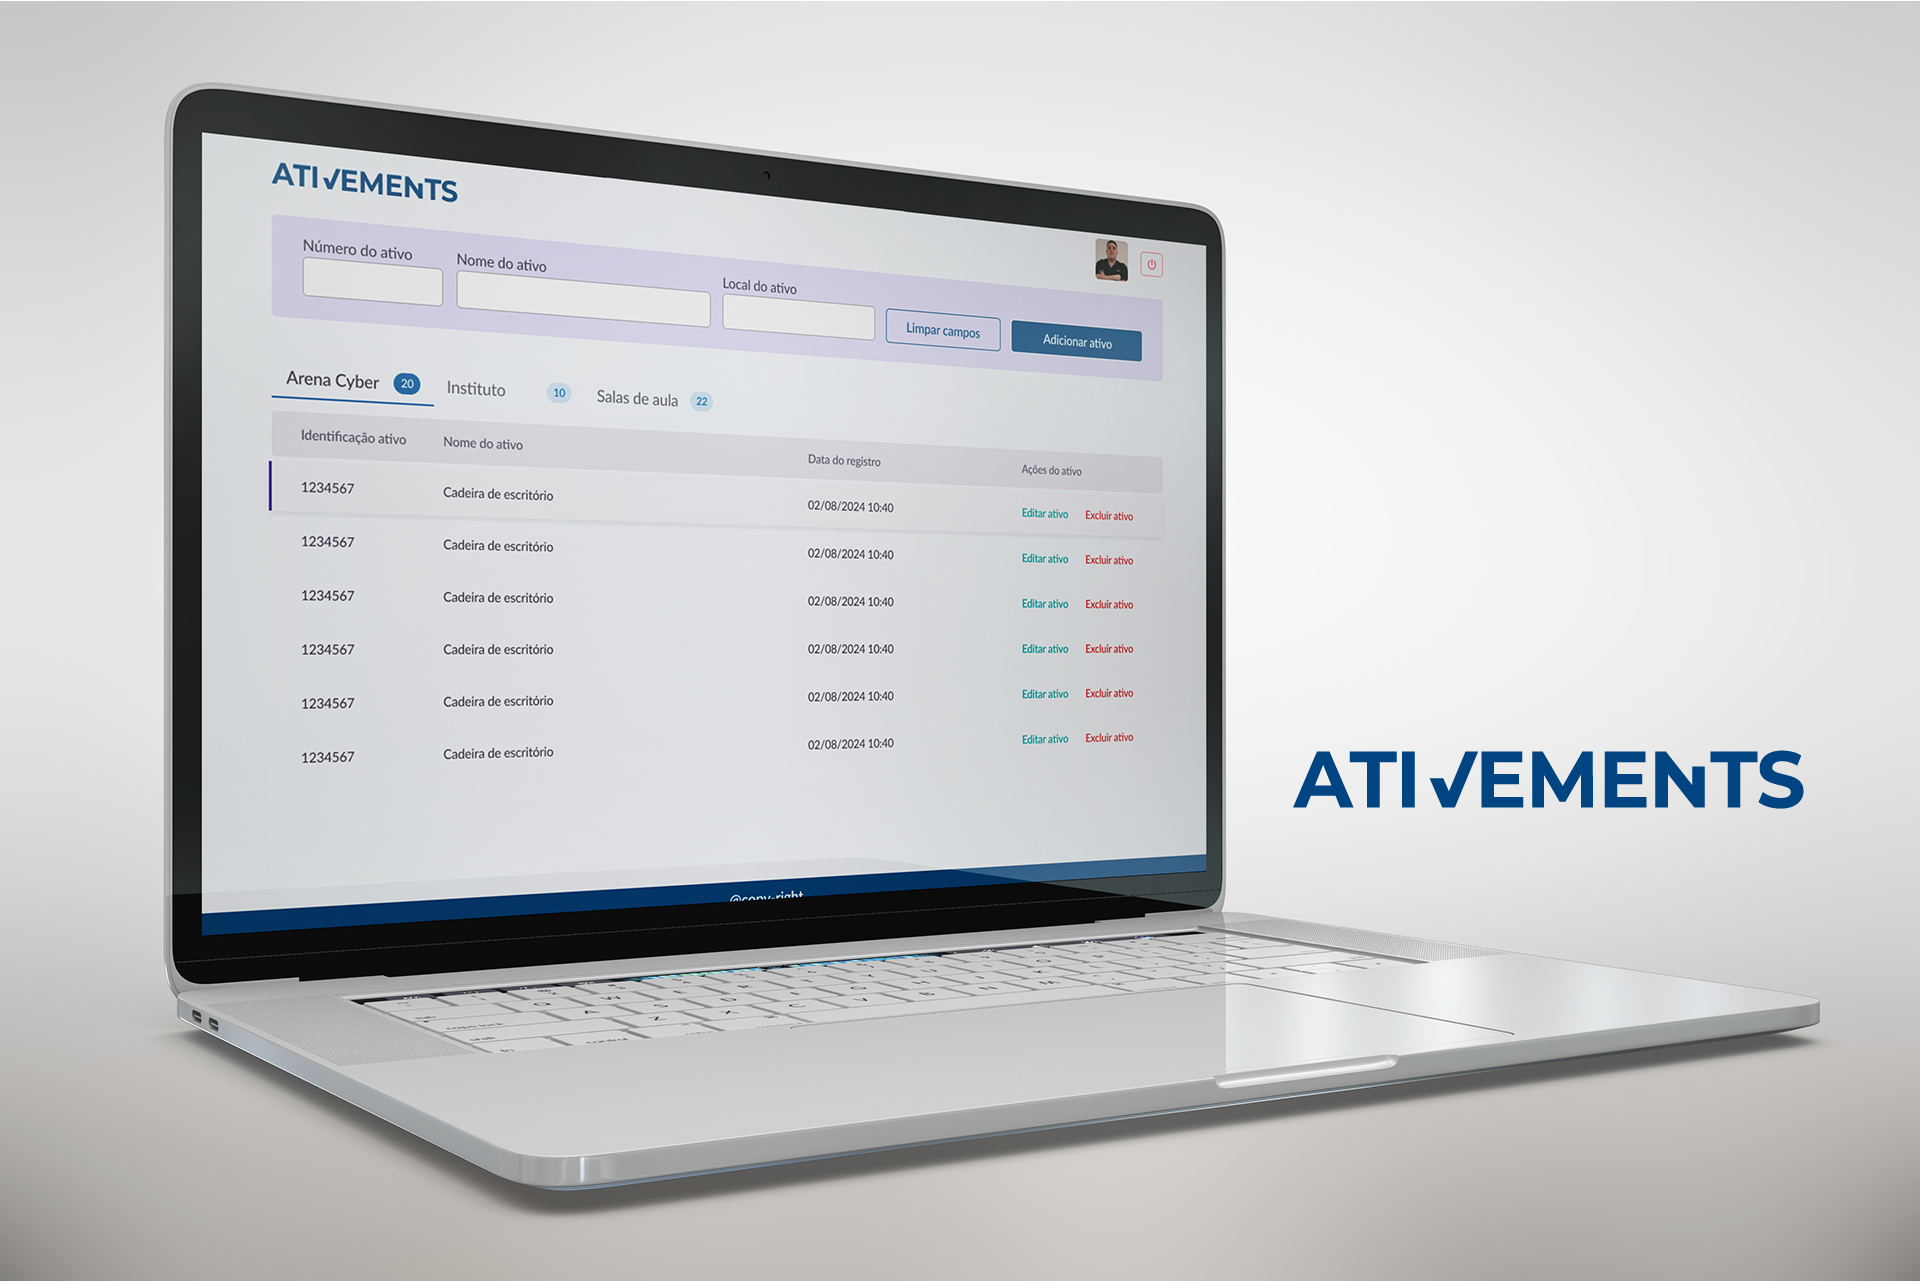 ATIVEMENTS
Número do ativo
Nome do ativo
Local do ativo
Limpar campos
Adicionar ativo
Arena Cyber 20 Instituto 10 Salas de aula 22
Identificação ativo Nome do ativo Data do registro Ações do ativo
1234567 Cadeira de escritório 02/08/2024 10:40 Editar ativo Excluir ativo
1234567 Cadeira de escritório 02/08/2024 10:40 Editar ativo Excluir ativo
1234567 Cadeira de escritório 02/08/2024 10:40 Editar ativo Excluir ativo
1234567 Cadeira de escritório 02/08/2024 10:40 Editar ativo Excluir ativo
1234567 Cadeira de escritório 02/08/2024 10:40 Editar ativo Excluir ativo
1234567 Cadeira de escritório 02/08/2024 10:40 Editar ativo Excluir ativo
@copy-right
ATIVEMENTS